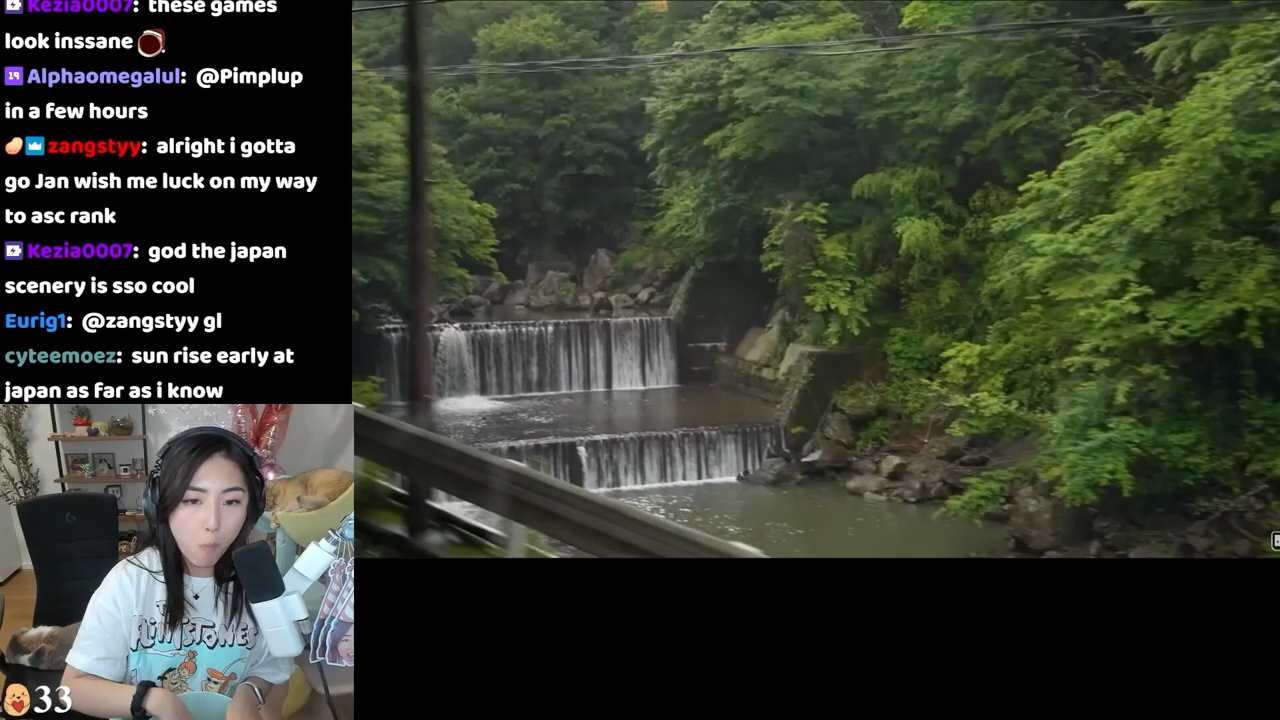 Kezia0007: these games
look inssane
19 Alphaomegalul: @Pimplup
in a few hours
zangstyy: alright i gotta
go Jan wish me luck on my way
to asc rank
Kezia0007: god the japan
scenery is sso cool
Eurig1: @zangstyy gl
cyteemoez: sun rise early at
japan as far as i know
THE
FLINTSTONES
33